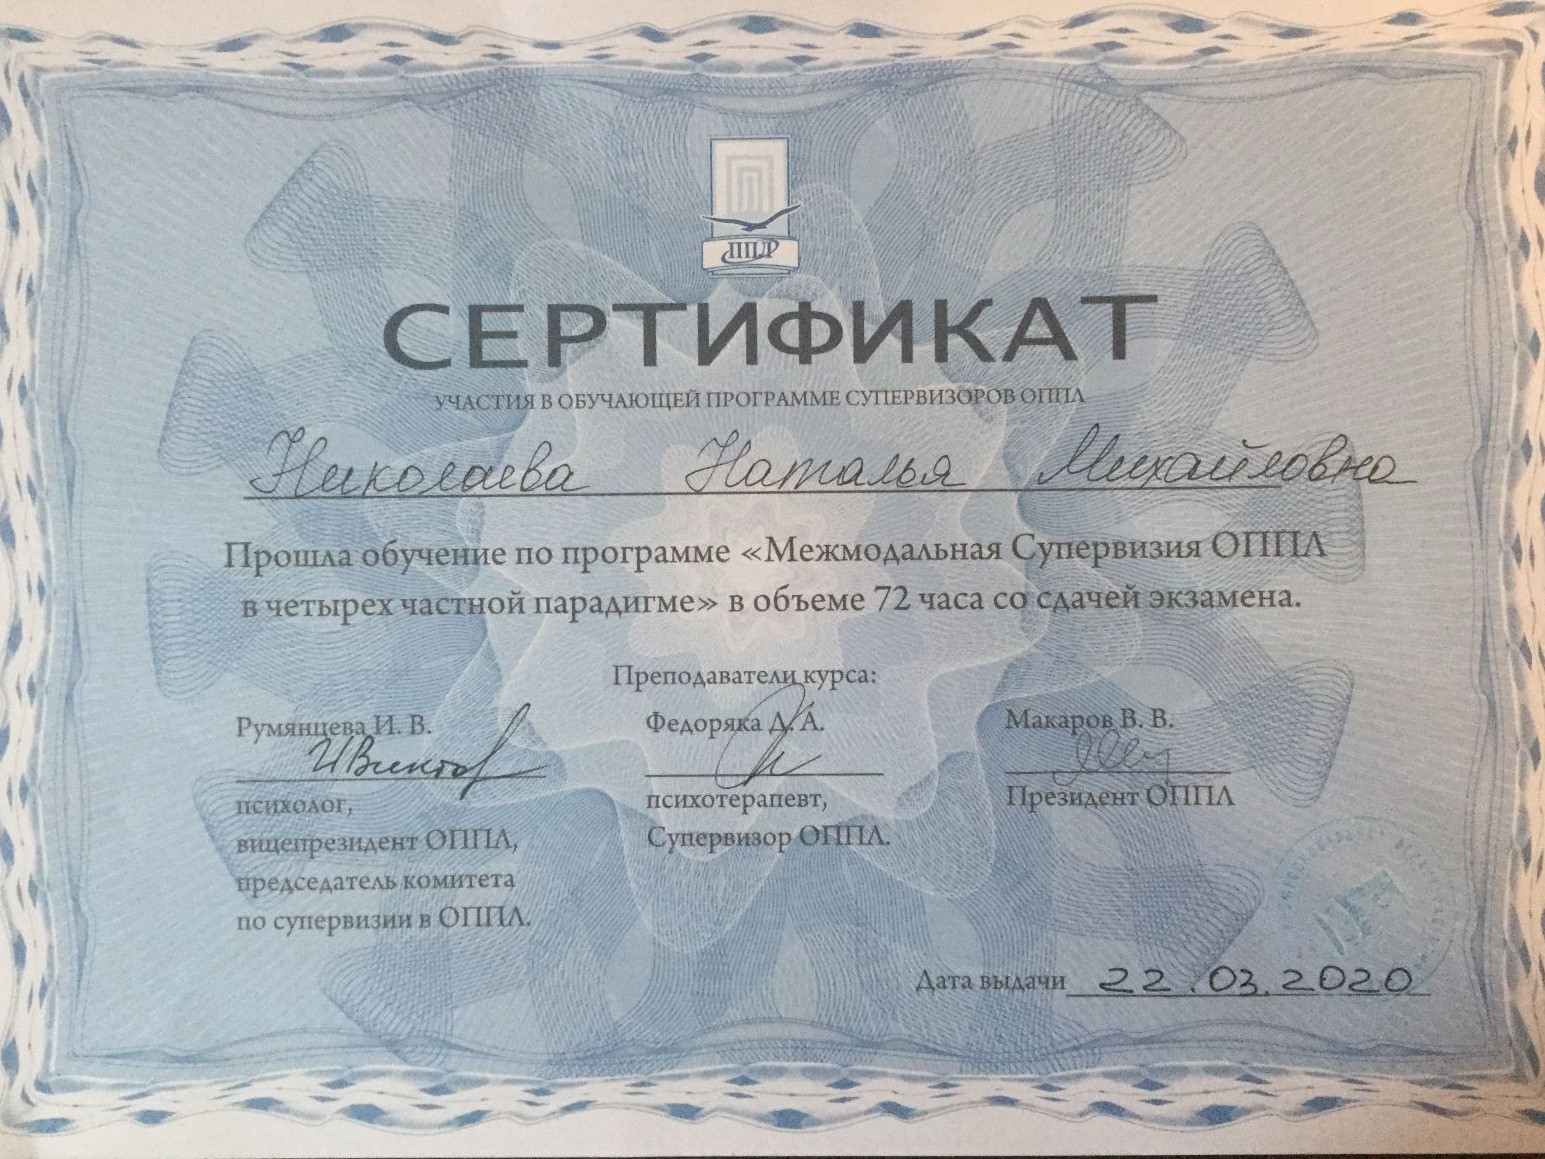 ППЛ
СЕРТИФИКАТ
УЧАСТИЯ В ОБУЧАЮЩЕЙ ПРОГРАММЕ СУПЕРВИЗОРОВ ОППЛ
Николаева Наталья Михайловна
Прошла обучение по программе «Межмодальная Супервизия ОППЛ
в четырех частной парадигме» в объеме 72 часа со сдачей экзамена.
Преподаватели курса:
Румянцева И. В. Федоряка Д. А. Макаров В. В.
психолог, психотерапевт, Президент ОППЛ
вицепрезидент ОППЛ, Супервизор ОППЛ.
председатель комитета
по супервизии в ОППЛ.
Дата выдачи 22.03.2020